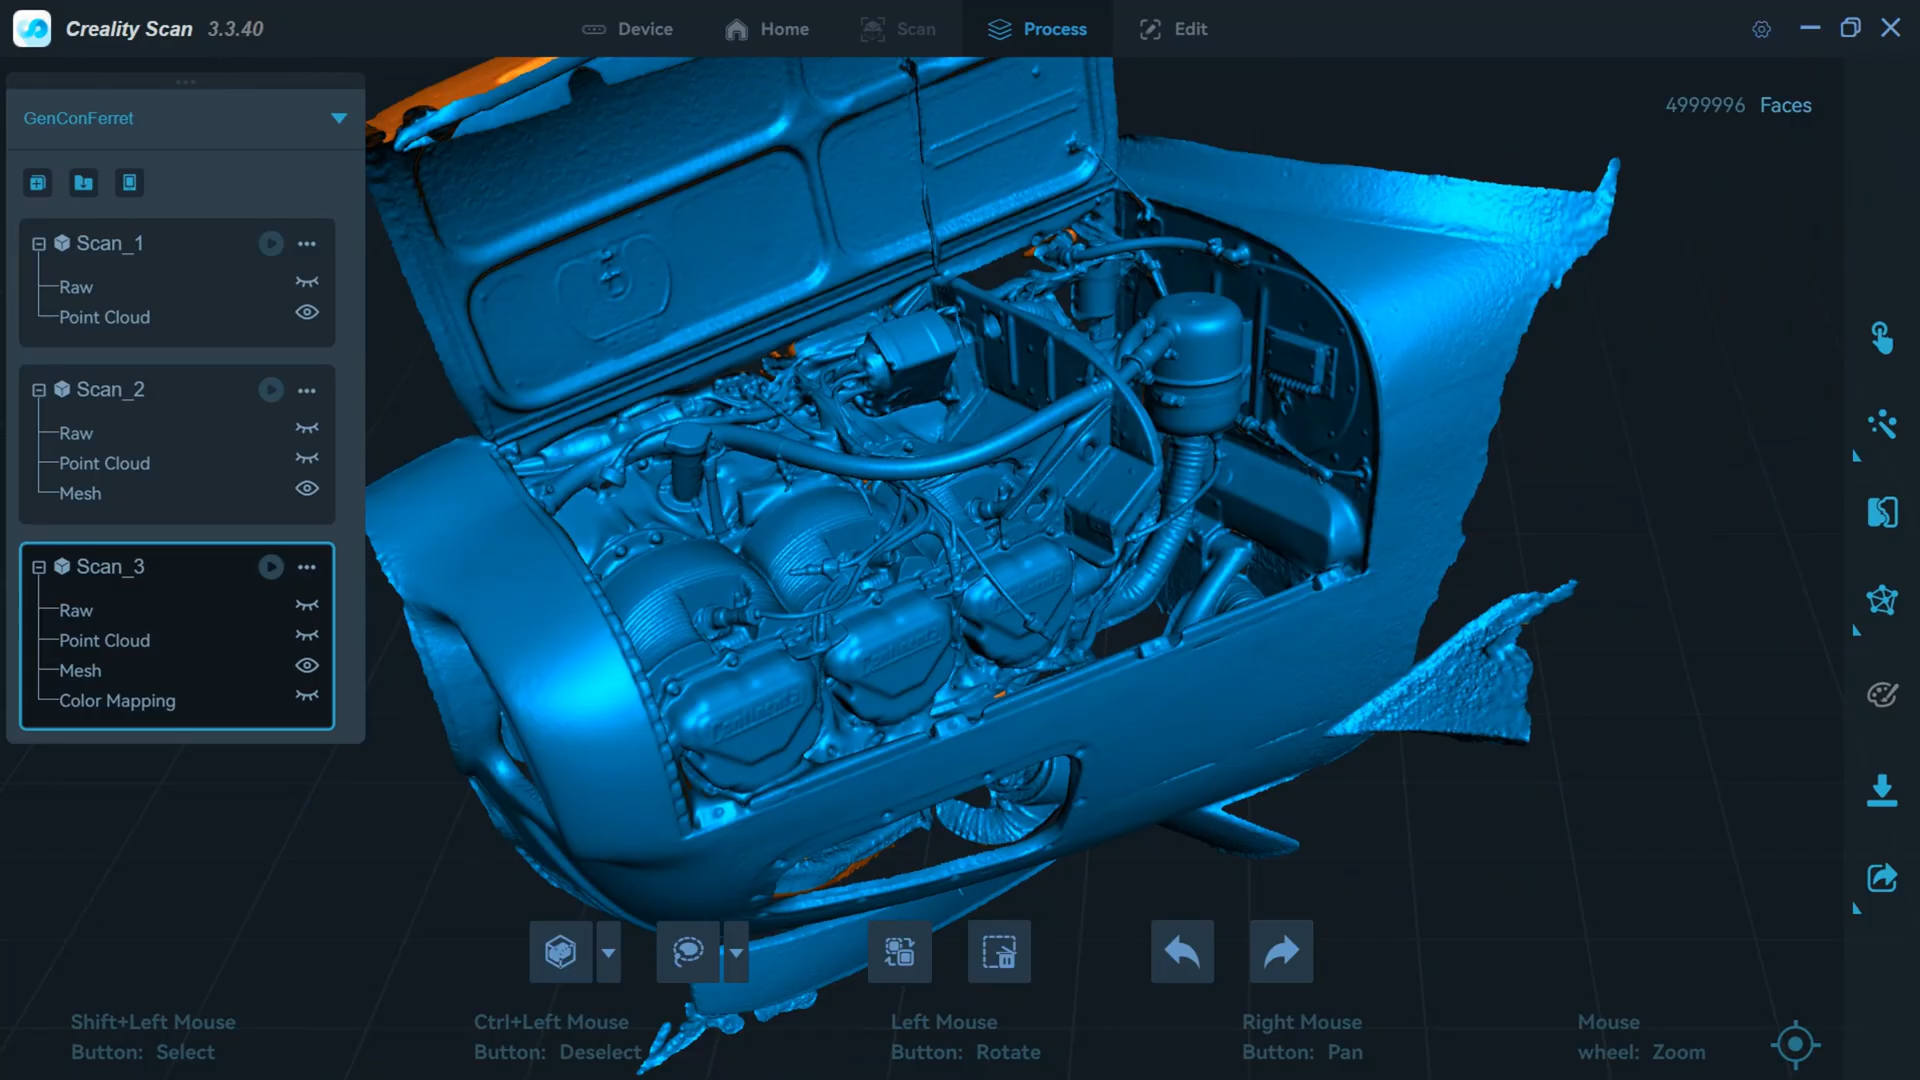 Creality Scan 3.3.40
Device
Home
Scan
Process
Edit
GenConFerret
4999996 Faces
Scan_1
Raw
Point Cloud
Scan_2
Raw
Point Cloud
Mesh
Scan_3
Raw
Point Cloud
Mesh
Color Mapping
Continental
Continental
Shift+Left Mouse
Button: Select
Ctrl+Left Mouse
Button: Deselect
Left Mouse
Button: Rotate
Right Mouse
Button: Pan
Mouse
wheel: Zoom